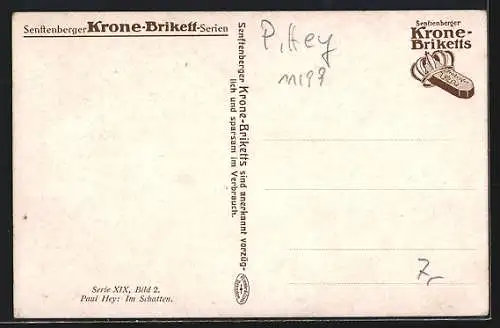 Senftenberger Krone-Brikett-Serien
Serie XIX, Bild 2.
Paul Hey: Im Schatten.
Senftenberger Krone-Briketts sind anerkannt vorzüg-
lich und sparsam im Verbrauch.
P. Hey
Senftenberger
Krone-
Briketts
7,-